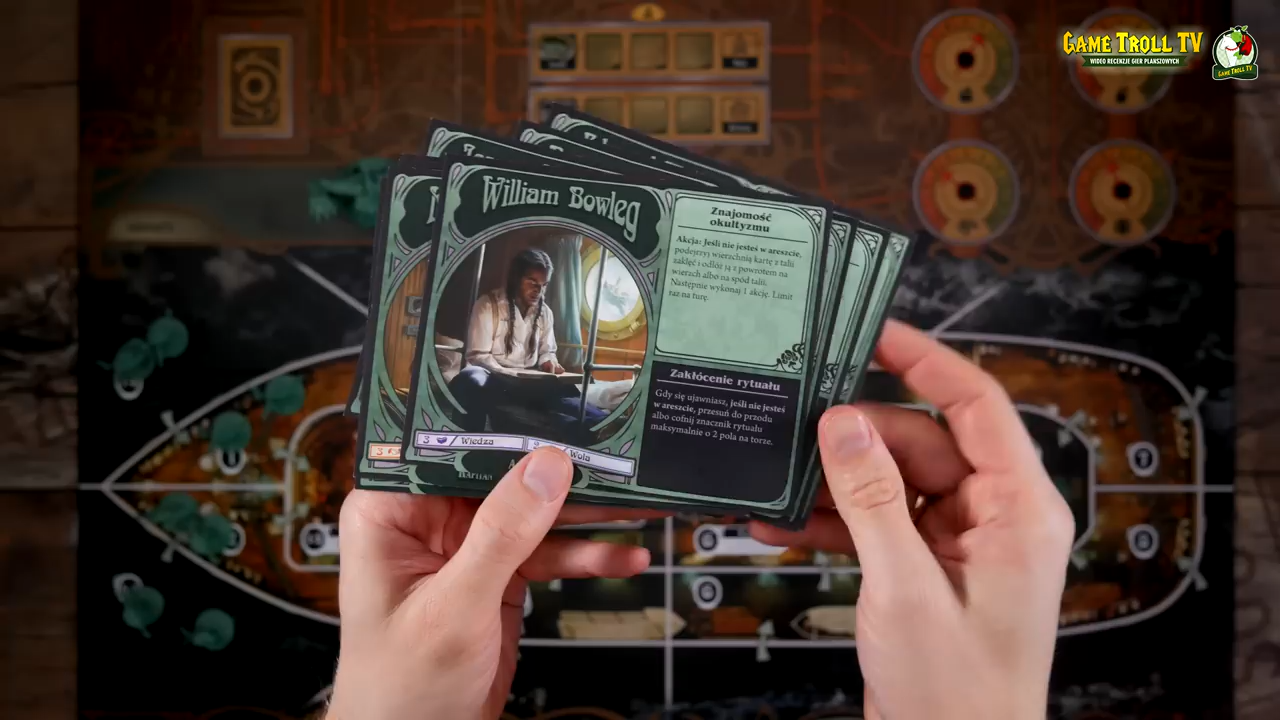 GAME TROLL TV
WIDEO RECENZJE GIER PLANSZOWYCH
GAME TROLL TV
William Bowleg
Znajomość
okultyzmu
Akcja: Jeśli nie jesteś w areszcie,
podejrzyj wierzchnią kartę z talii
zaklęć i odłóż ją z powrotem na
wierzch albo na spód talii.
Następnie wykonaj 1 akcję. Limit
raz na turę.
Zakłócenie rytuału
Gdy się ujawniasz, jeśli nie jesteś
w areszcie, przesuń do przodu
albo cofnij znacznik rytuału
maksymalnie o 2 pola na torze.
3 / Wiedza
Wola